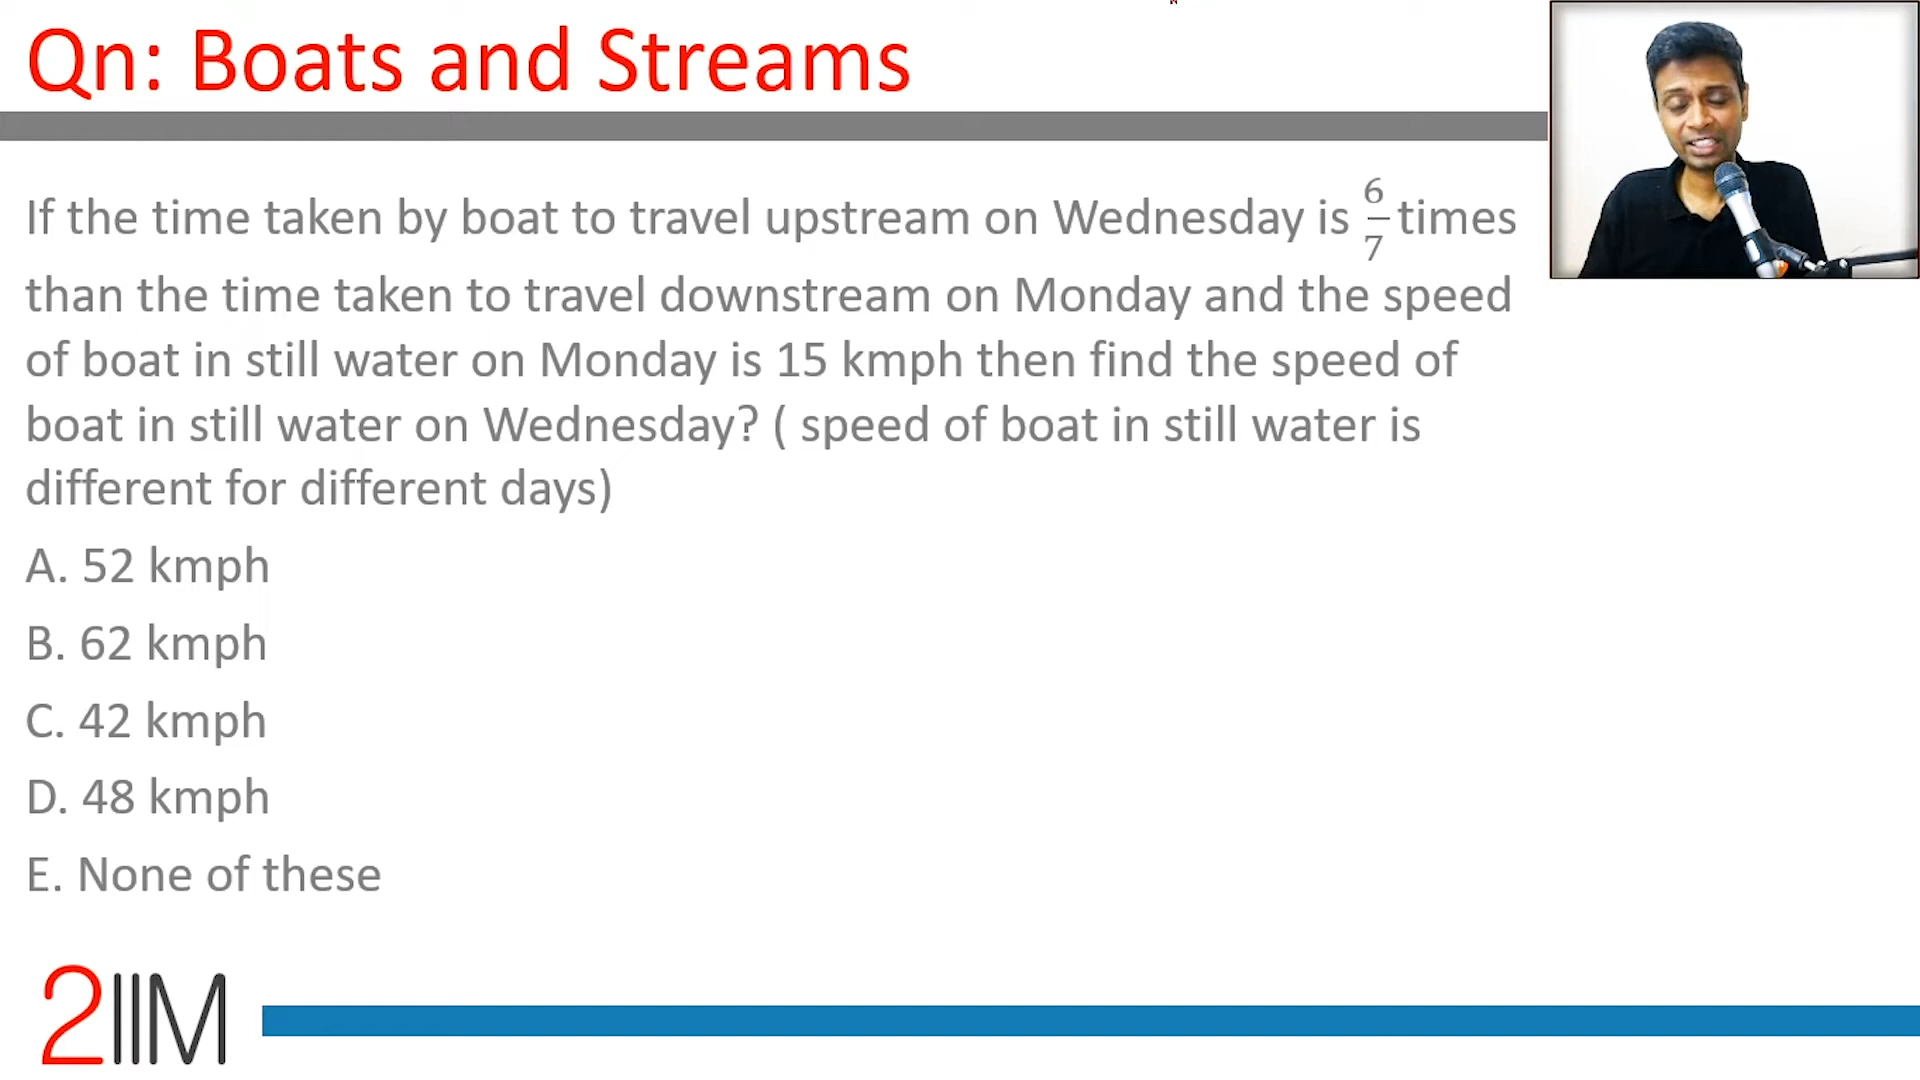 Qn: Boats and Streams
If the time taken by boat to travel upstream on Wednesday is 6/7 times
than the time taken to travel downstream on Monday and the speed
of boat in still water on Monday is 15 kmph then find the speed of
boat in still water on Wednesday? ( speed of boat in still water is
different for different days)
A. 52 kmph
B. 62 kmph
C. 42 kmph
D. 48 kmph
E. None of these
2IIM